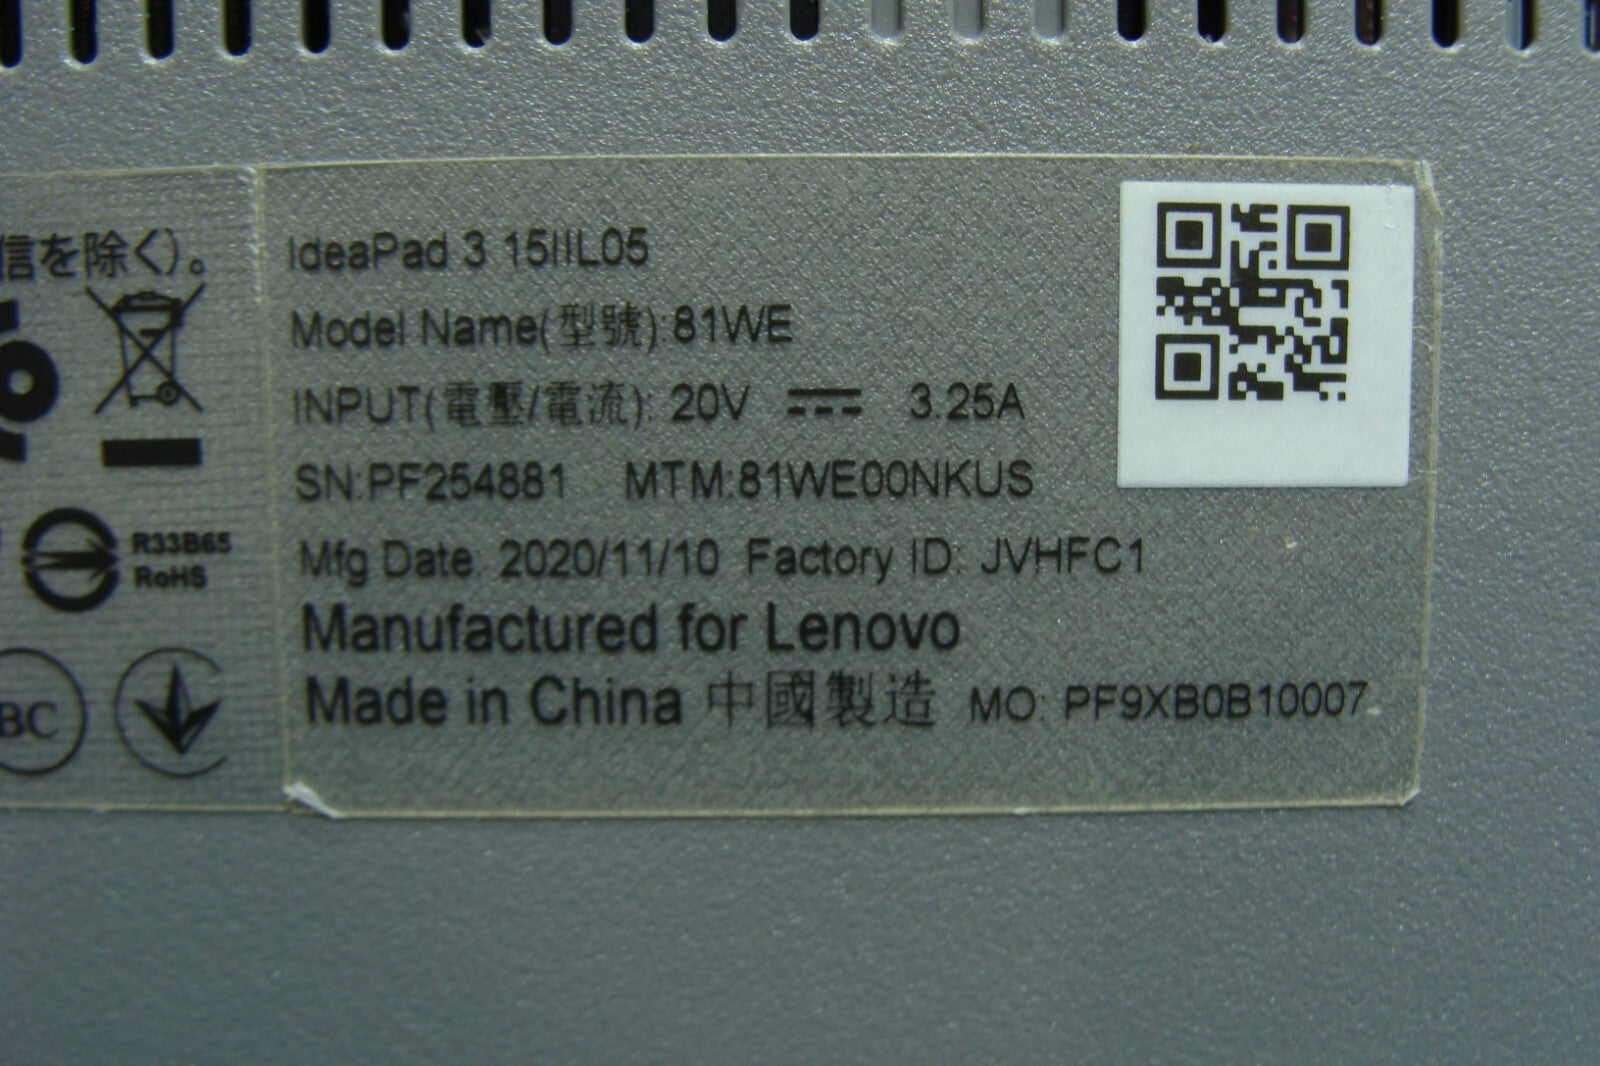 信を除く)。
R33B65
RoHS
BC
IdeaPad 3 15IIL05
Model Name(型號):81WE
INPUT(電壓/電流): 20V ⎓ 3.25A
SN:PF254881 MTM:81WE00NKUS
Mfg Date: 2020/11/10 Factory ID: JVHFC1
Manufactured for Lenovo
Made in China 中國製造 MO: PF9XB0B10007